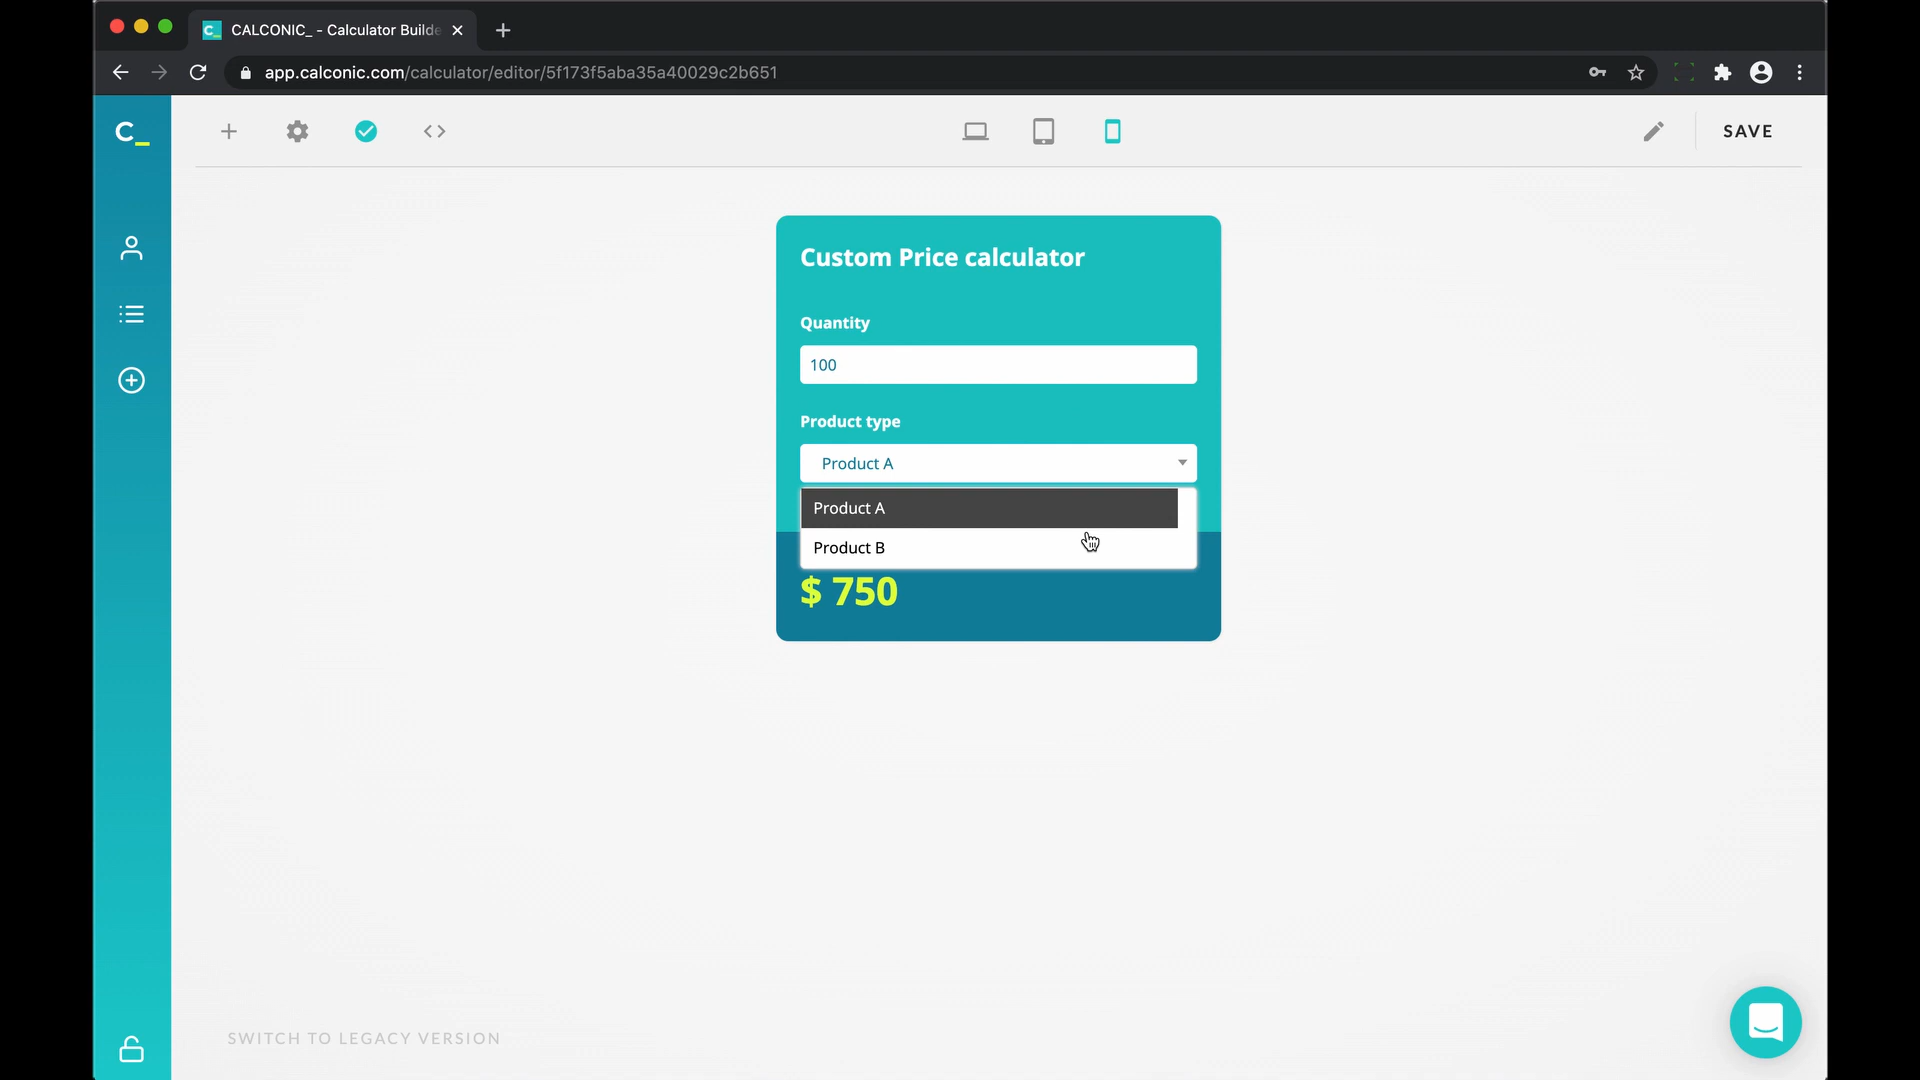 CALCONIC_ - Calculator Builde
app.calconic.com/calculator/editor/5f173f5aba35a40029c2b651
C_
SAVE
Custom Price calculator
Quantity
100
Product type
Product A
Product A
Product B
$ 750
SWITCH TO LEGACY VERSION